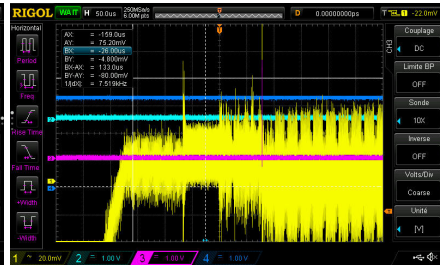 RIGOL WAIT H 50.0us 250MSa/s 6.00M pts D 0.00000000ps T 1 -22.0mV
Horizontal
Period
Freq
Rise Time
Fall Time
+Width
-Width
AX: = -159.0us
AY: = 75.20mV
BX: = -26.00us
BY: = -4.800mV
BX-AX: = 133.0us
BY-AY: = -80.00mV
1/|dX|: = 7.519kHz
CH3
Couplage
DC
Limite BP
OFF
Sonde
10X
Inverse
OFF
Volts/Div
Coarse
Unité
[V]
1 ~ 20.0mV 2 = 1.00 V 3 = 1.00 V 4 = 1.00 V